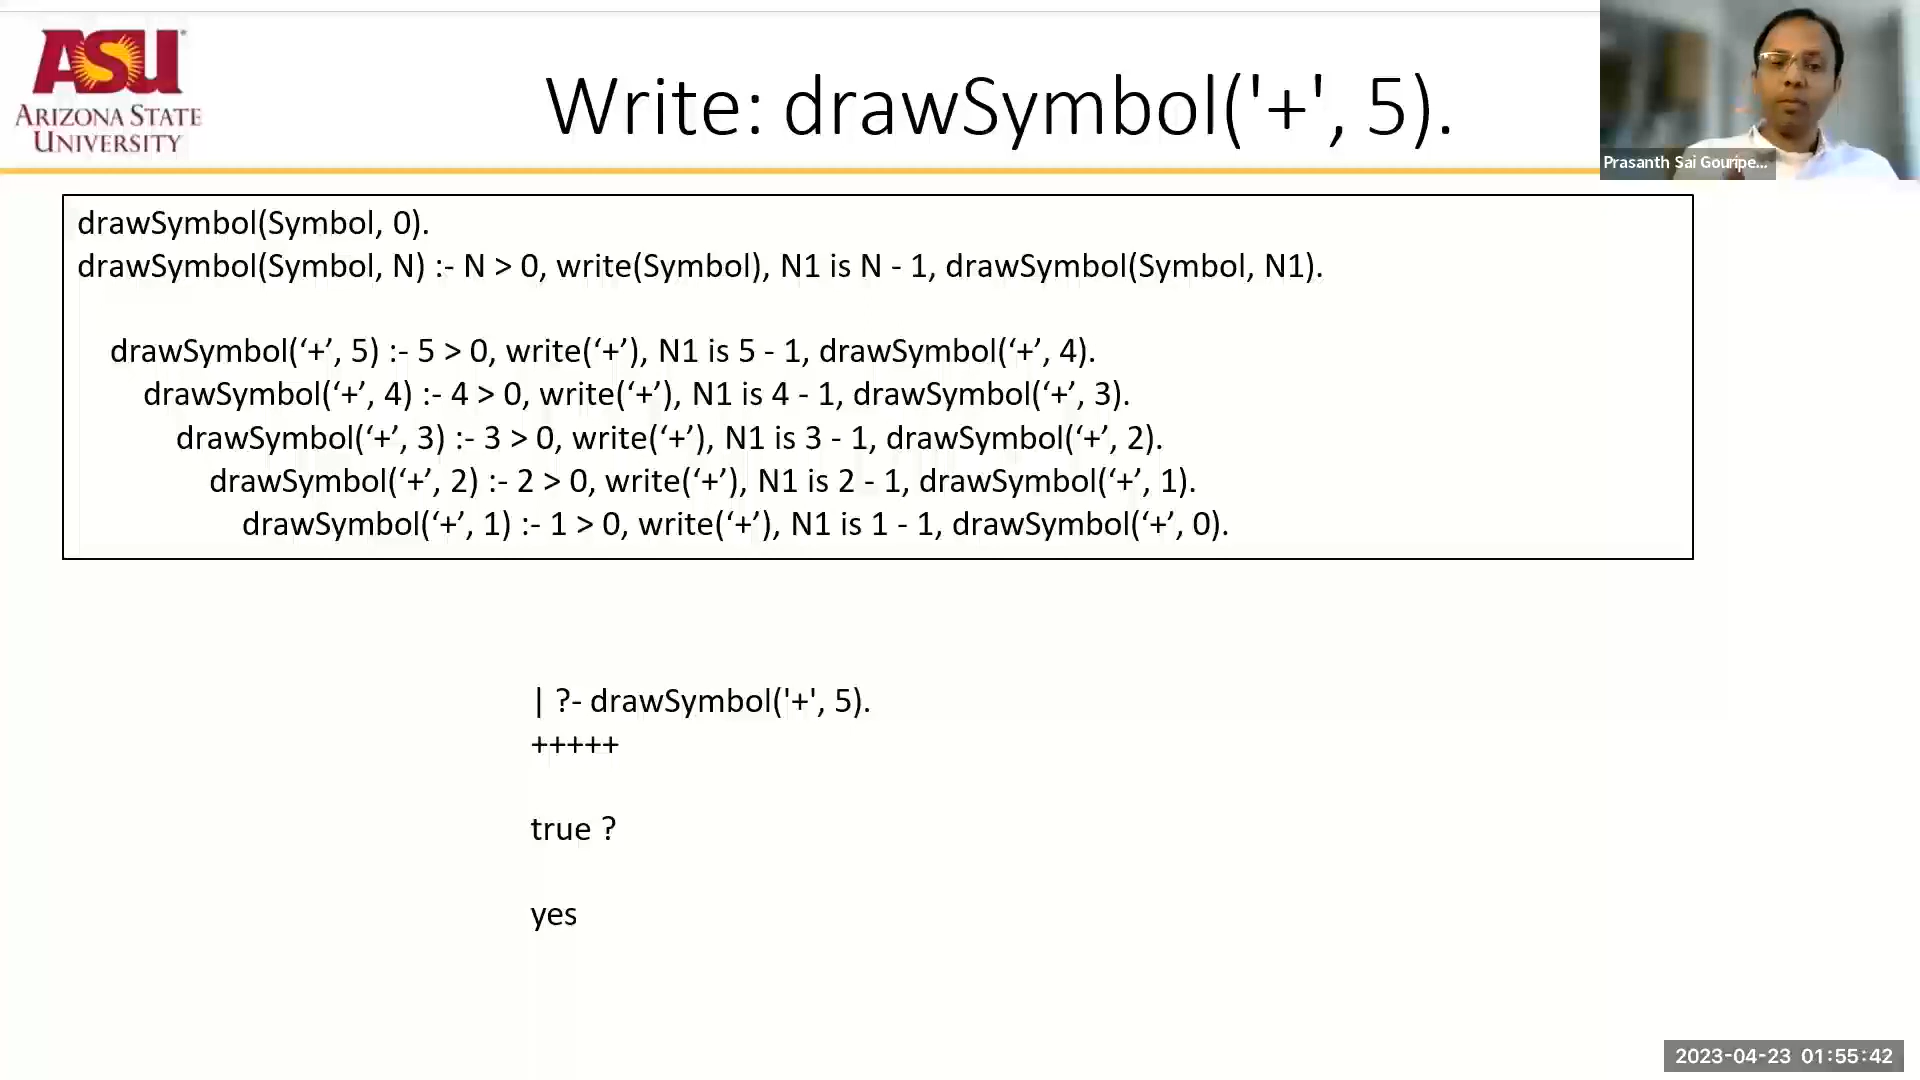 ASU
ARIZONA STATE
UNIVERSITY
Write: drawSymbol('+', 5).
Prasanth Sai Gouripe...
drawSymbol(Symbol, 0).
drawSymbol(Symbol, N) :- N > 0, write(Symbol), N1 is N - 1, drawSymbol(Symbol, N1).
drawSymbol(‘+’, 5) :- 5 > 0, write(‘+’), N1 is 5 - 1, drawSymbol(‘+’, 4).
drawSymbol(‘+’, 4) :- 4 > 0, write(‘+’), N1 is 4 - 1, drawSymbol(‘+’, 3).
drawSymbol(‘+’, 3) :- 3 > 0, write(‘+’), N1 is 3 - 1, drawSymbol(‘+’, 2).
drawSymbol(‘+’, 2) :- 2 > 0, write(‘+’), N1 is 2 - 1, drawSymbol(‘+’, 1).
drawSymbol(‘+’, 1) :- 1 > 0, write(‘+’), N1 is 1 - 1, drawSymbol(‘+’, 0).
| ?- drawSymbol('+', 5).
+++++
true ?
yes
2023-04-23 01:55:42